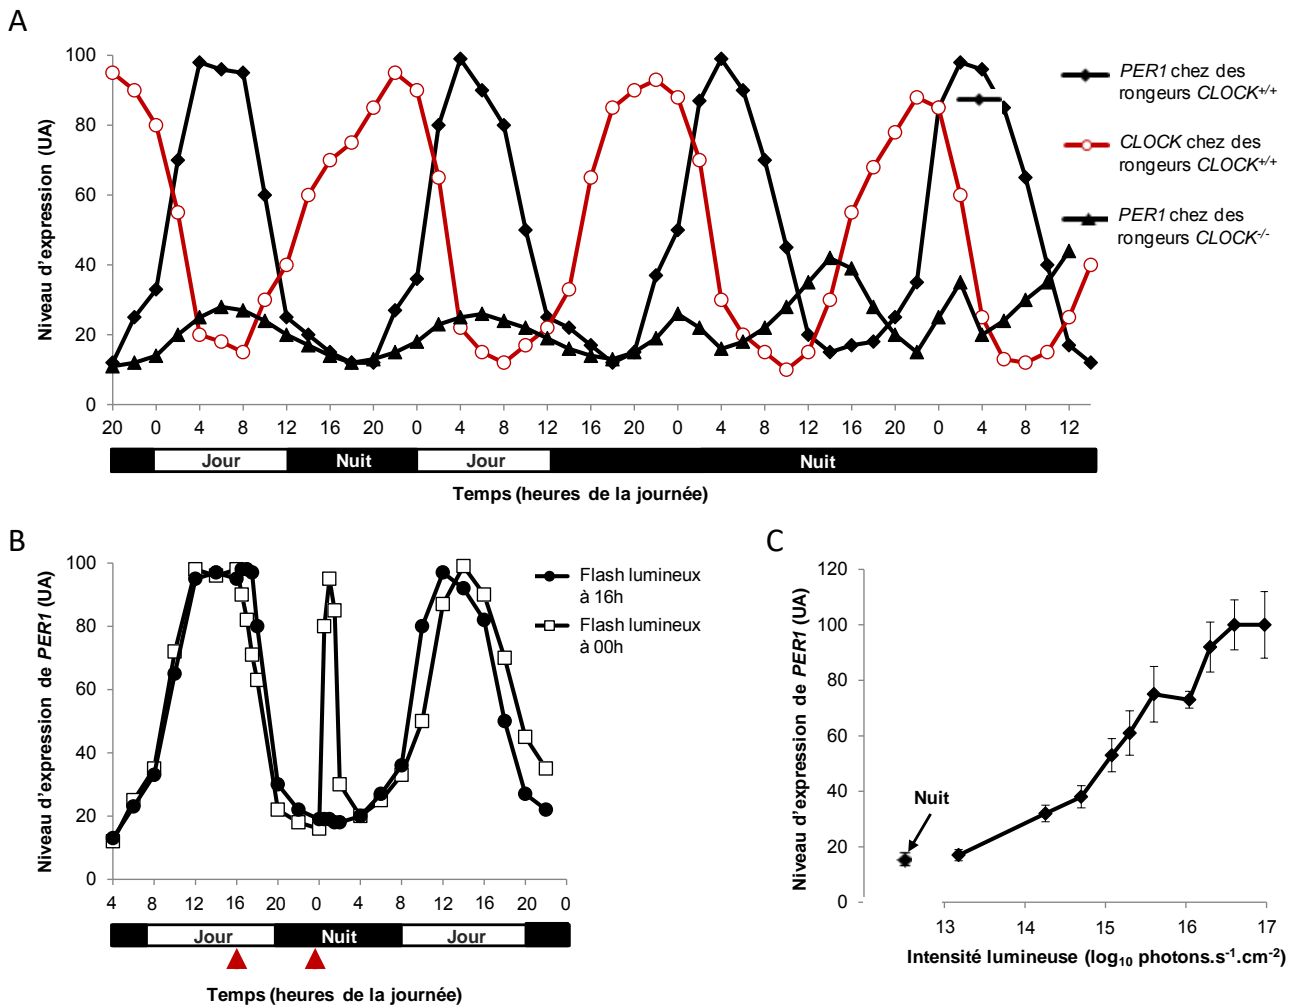 A
100
80
60
40
20
0
Niveau d'expression (UA)
20 0 4 8 12 16 20 0 4 8 12 16 20 0 4 8 12 16 20 0 4 8 12
Jour Nuit Jour Nuit
Temps (heures de la journée)
PER1 chez des
rongeurs CLOCK+/+
CLOCK chez des
rongeurs CLOCK+/+
PER1 chez des
rongeurs CLOCK-/-
B
100
80
60
40
20
0
Niveau d'expression de PER1 (UA)
4 8 12 16 20 0 4 8 12 16 20 0
Jour Nuit Jour
Temps (heures de la journée)
Flash lumineux
à 16h
Flash lumineux
à 00h
C
120
100
80
60
40
20
0
Niveau d'expression de PER1 (UA)
Nuit
13 14 15 16 17
Intensité lumineuse (log10 photons.s-1.cm-2)